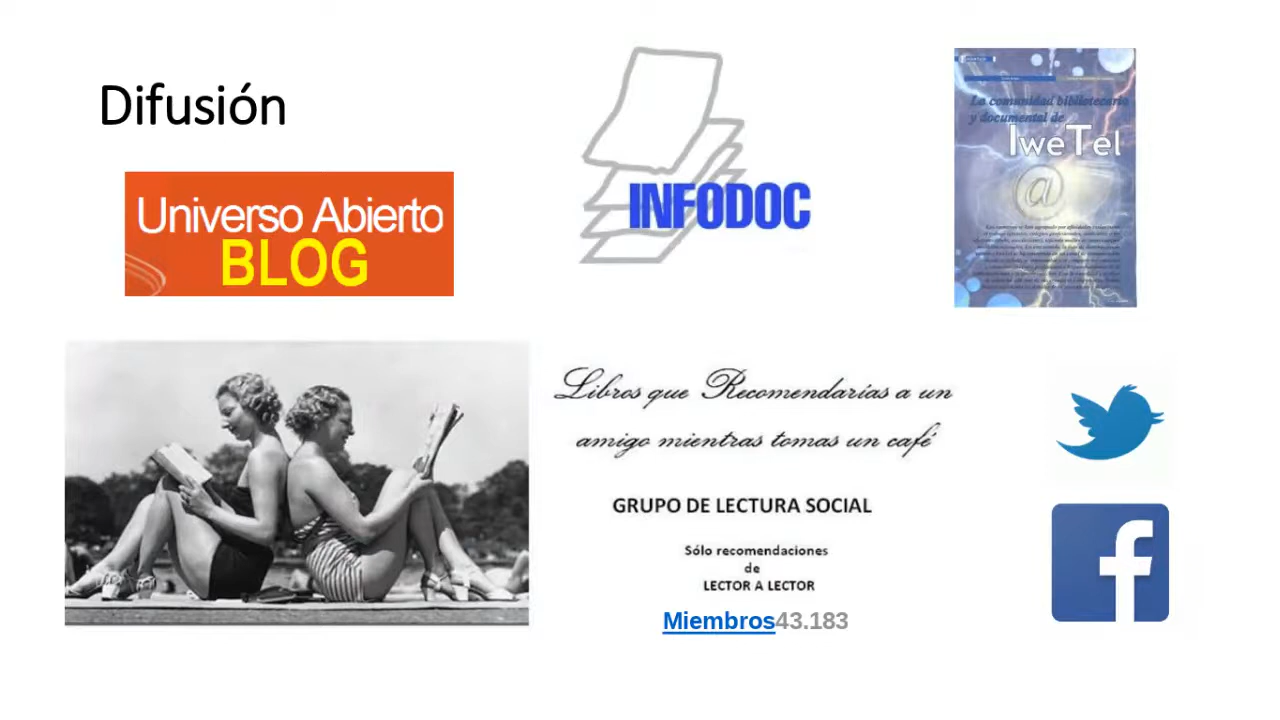 Difusión
Universo Abierto
BLOG
INFODOC
La comunidad bibliotecaria
y documental de
IweTel
@
Libros que Recomendarías a un
amigo mientras tomas un café
GRUPO DE LECTURA SOCIAL
Sólo recomendaciones
de
LECTOR A LECTOR
Miembros43.183
f